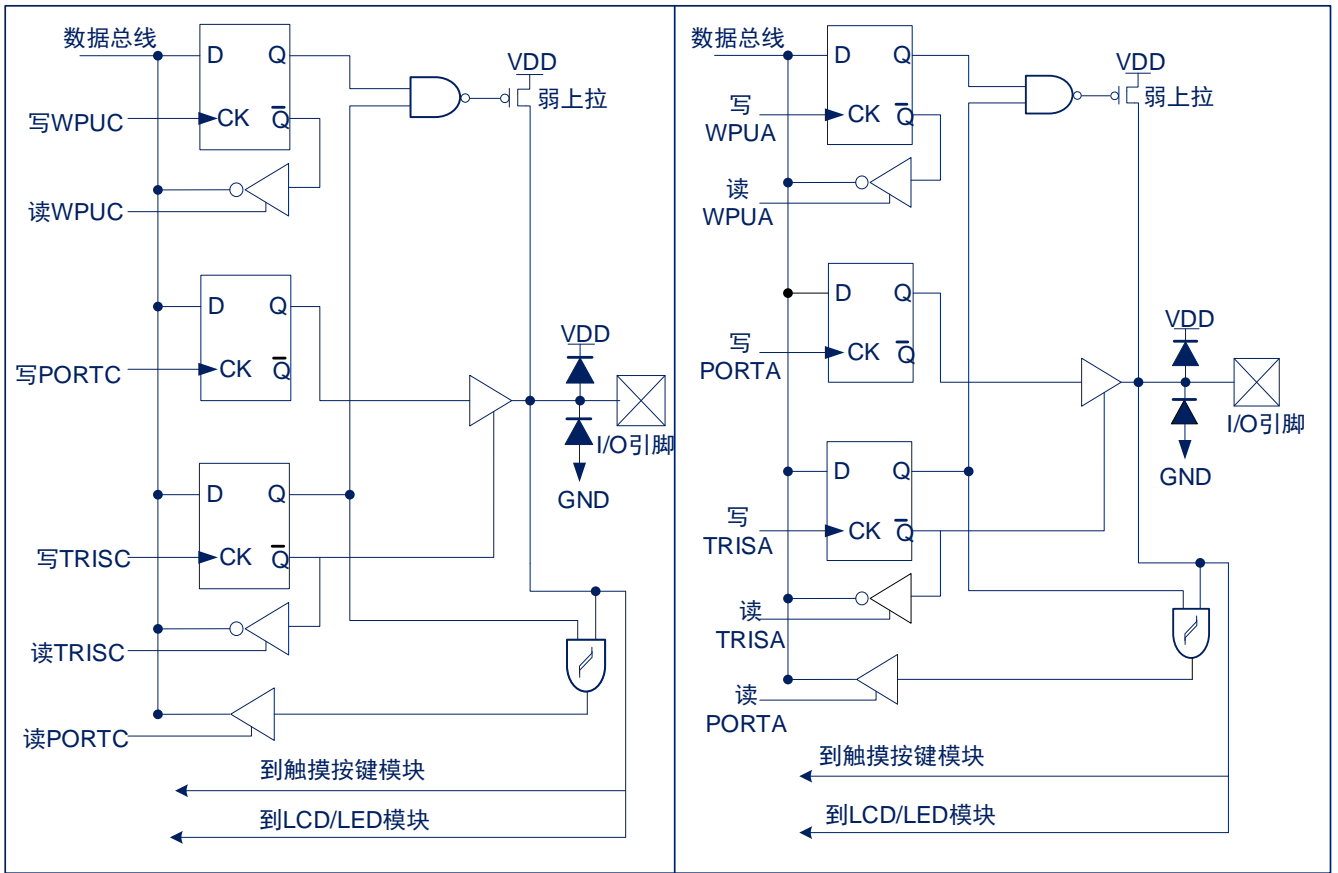 数据总线
D
Q
VDD
弱上拉
写WPUC
CK
Q
读WPUC
D
Q
VDD
写PORTC
CK
Q
I/O引脚
D
Q
GND
写TRISC
CK
Q
读TRISC
读PORTC
到触摸按键模块
到LCD/LED模块
数据总线
D
Q
VDD
弱上拉
写
WPUA
CK
Q
读
WPUA
D
Q
VDD
写
PORTA
CK
Q
I/O引脚
D
Q
GND
写
TRISA
CK
Q
读
TRISA
读
PORTA
到触摸按键模块
到LCD/LED模块